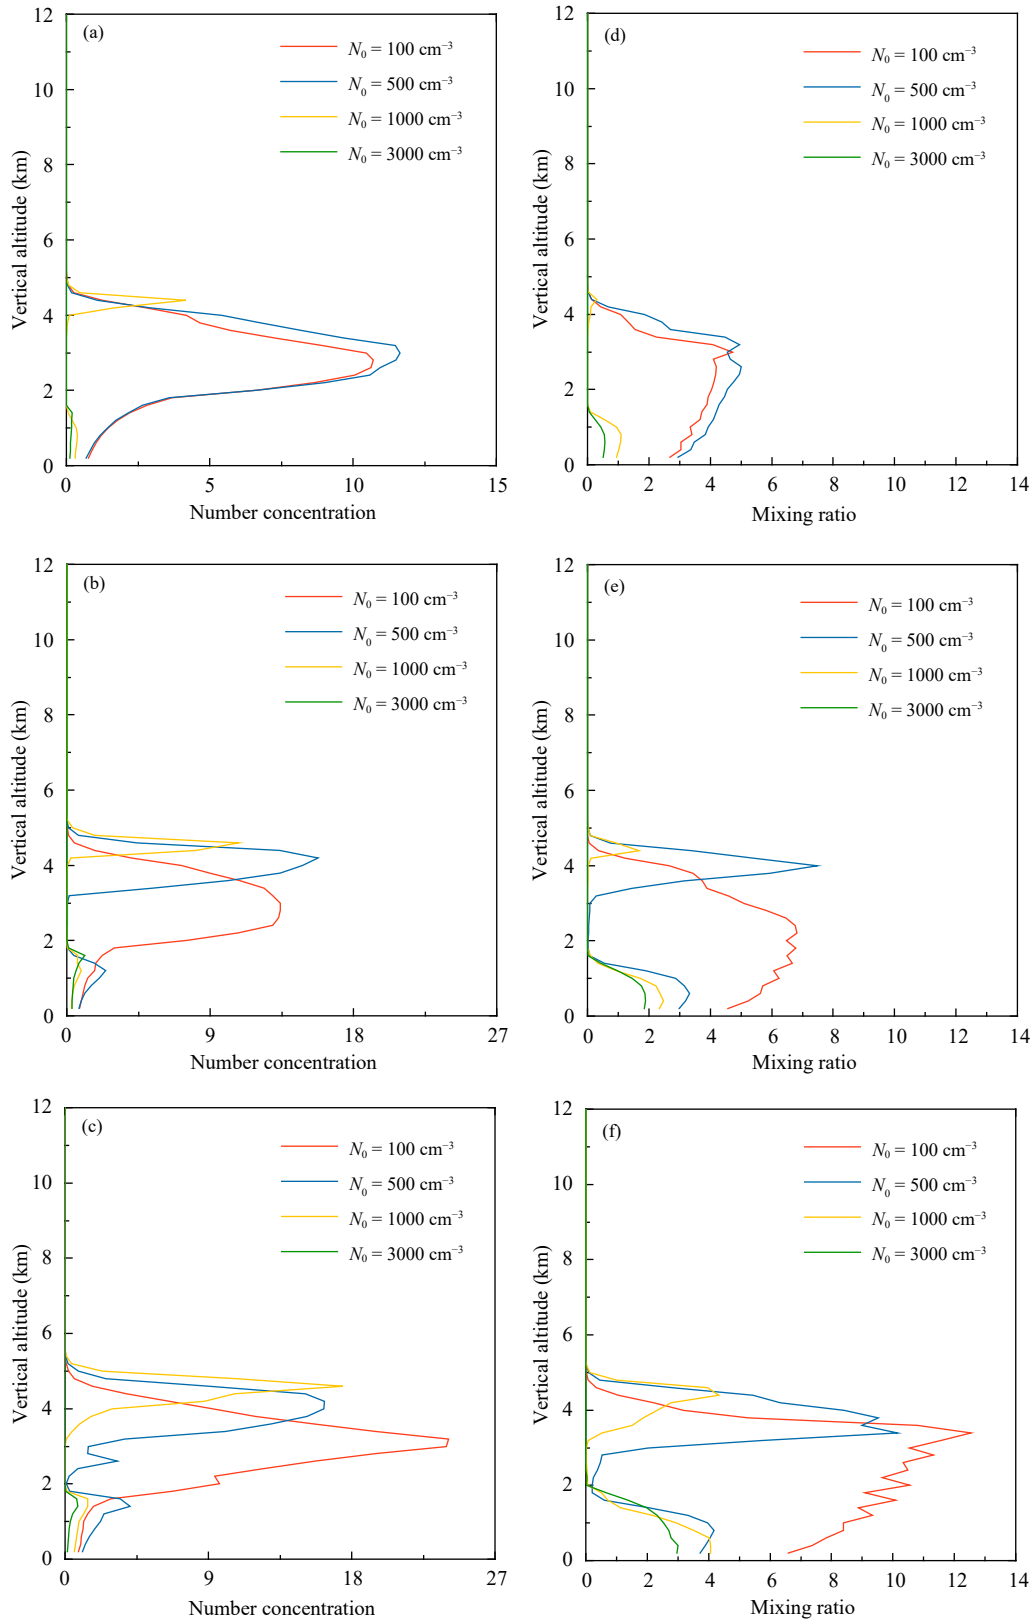 (a)
N₀ = 100 cm⁻³
N₀ = 500 cm⁻³
N₀ = 1000 cm⁻³
N₀ = 3000 cm⁻³
Vertical altitude (km)
12
10
8
6
4
2
0
0 5 10 15
Number concentration
(d)
N₀ = 100 cm⁻³
N₀ = 500 cm⁻³
N₀ = 1000 cm⁻³
N₀ = 3000 cm⁻³
Vertical altitude (km)
12
10
8
6
4
2
0
0 2 4 6 8 10 12 14
Mixing ratio
(b)
N₀ = 100 cm⁻³
N₀ = 500 cm⁻³
N₀ = 1000 cm⁻³
N₀ = 3000 cm⁻³
Vertical altitude (km)
12
10
8
6
4
2
0
0 9 18 27
Number concentration
(e)
N₀ = 100 cm⁻³
N₀ = 500 cm⁻³
N₀ = 1000 cm⁻³
N₀ = 3000 cm⁻³
Vertical altitude (km)
12
10
8
6
4
2
0
0 2 4 6 8 10 12 14
Mixing ratio
(c)
N₀ = 100 cm⁻³
N₀ = 500 cm⁻³
N₀ = 1000 cm⁻³
N₀ = 3000 cm⁻³
Vertical altitude (km)
12
10
8
6
4
2
0
0 9 18 27
Number concentration
(f)
N₀ = 100 cm⁻³
N₀ = 500 cm⁻³
N₀ = 1000 cm⁻³
N₀ = 3000 cm⁻³
Vertical altitude (km)
12
10
8
6
4
2
0
0 2 4 6 8 10 12 14
Mixing ratio